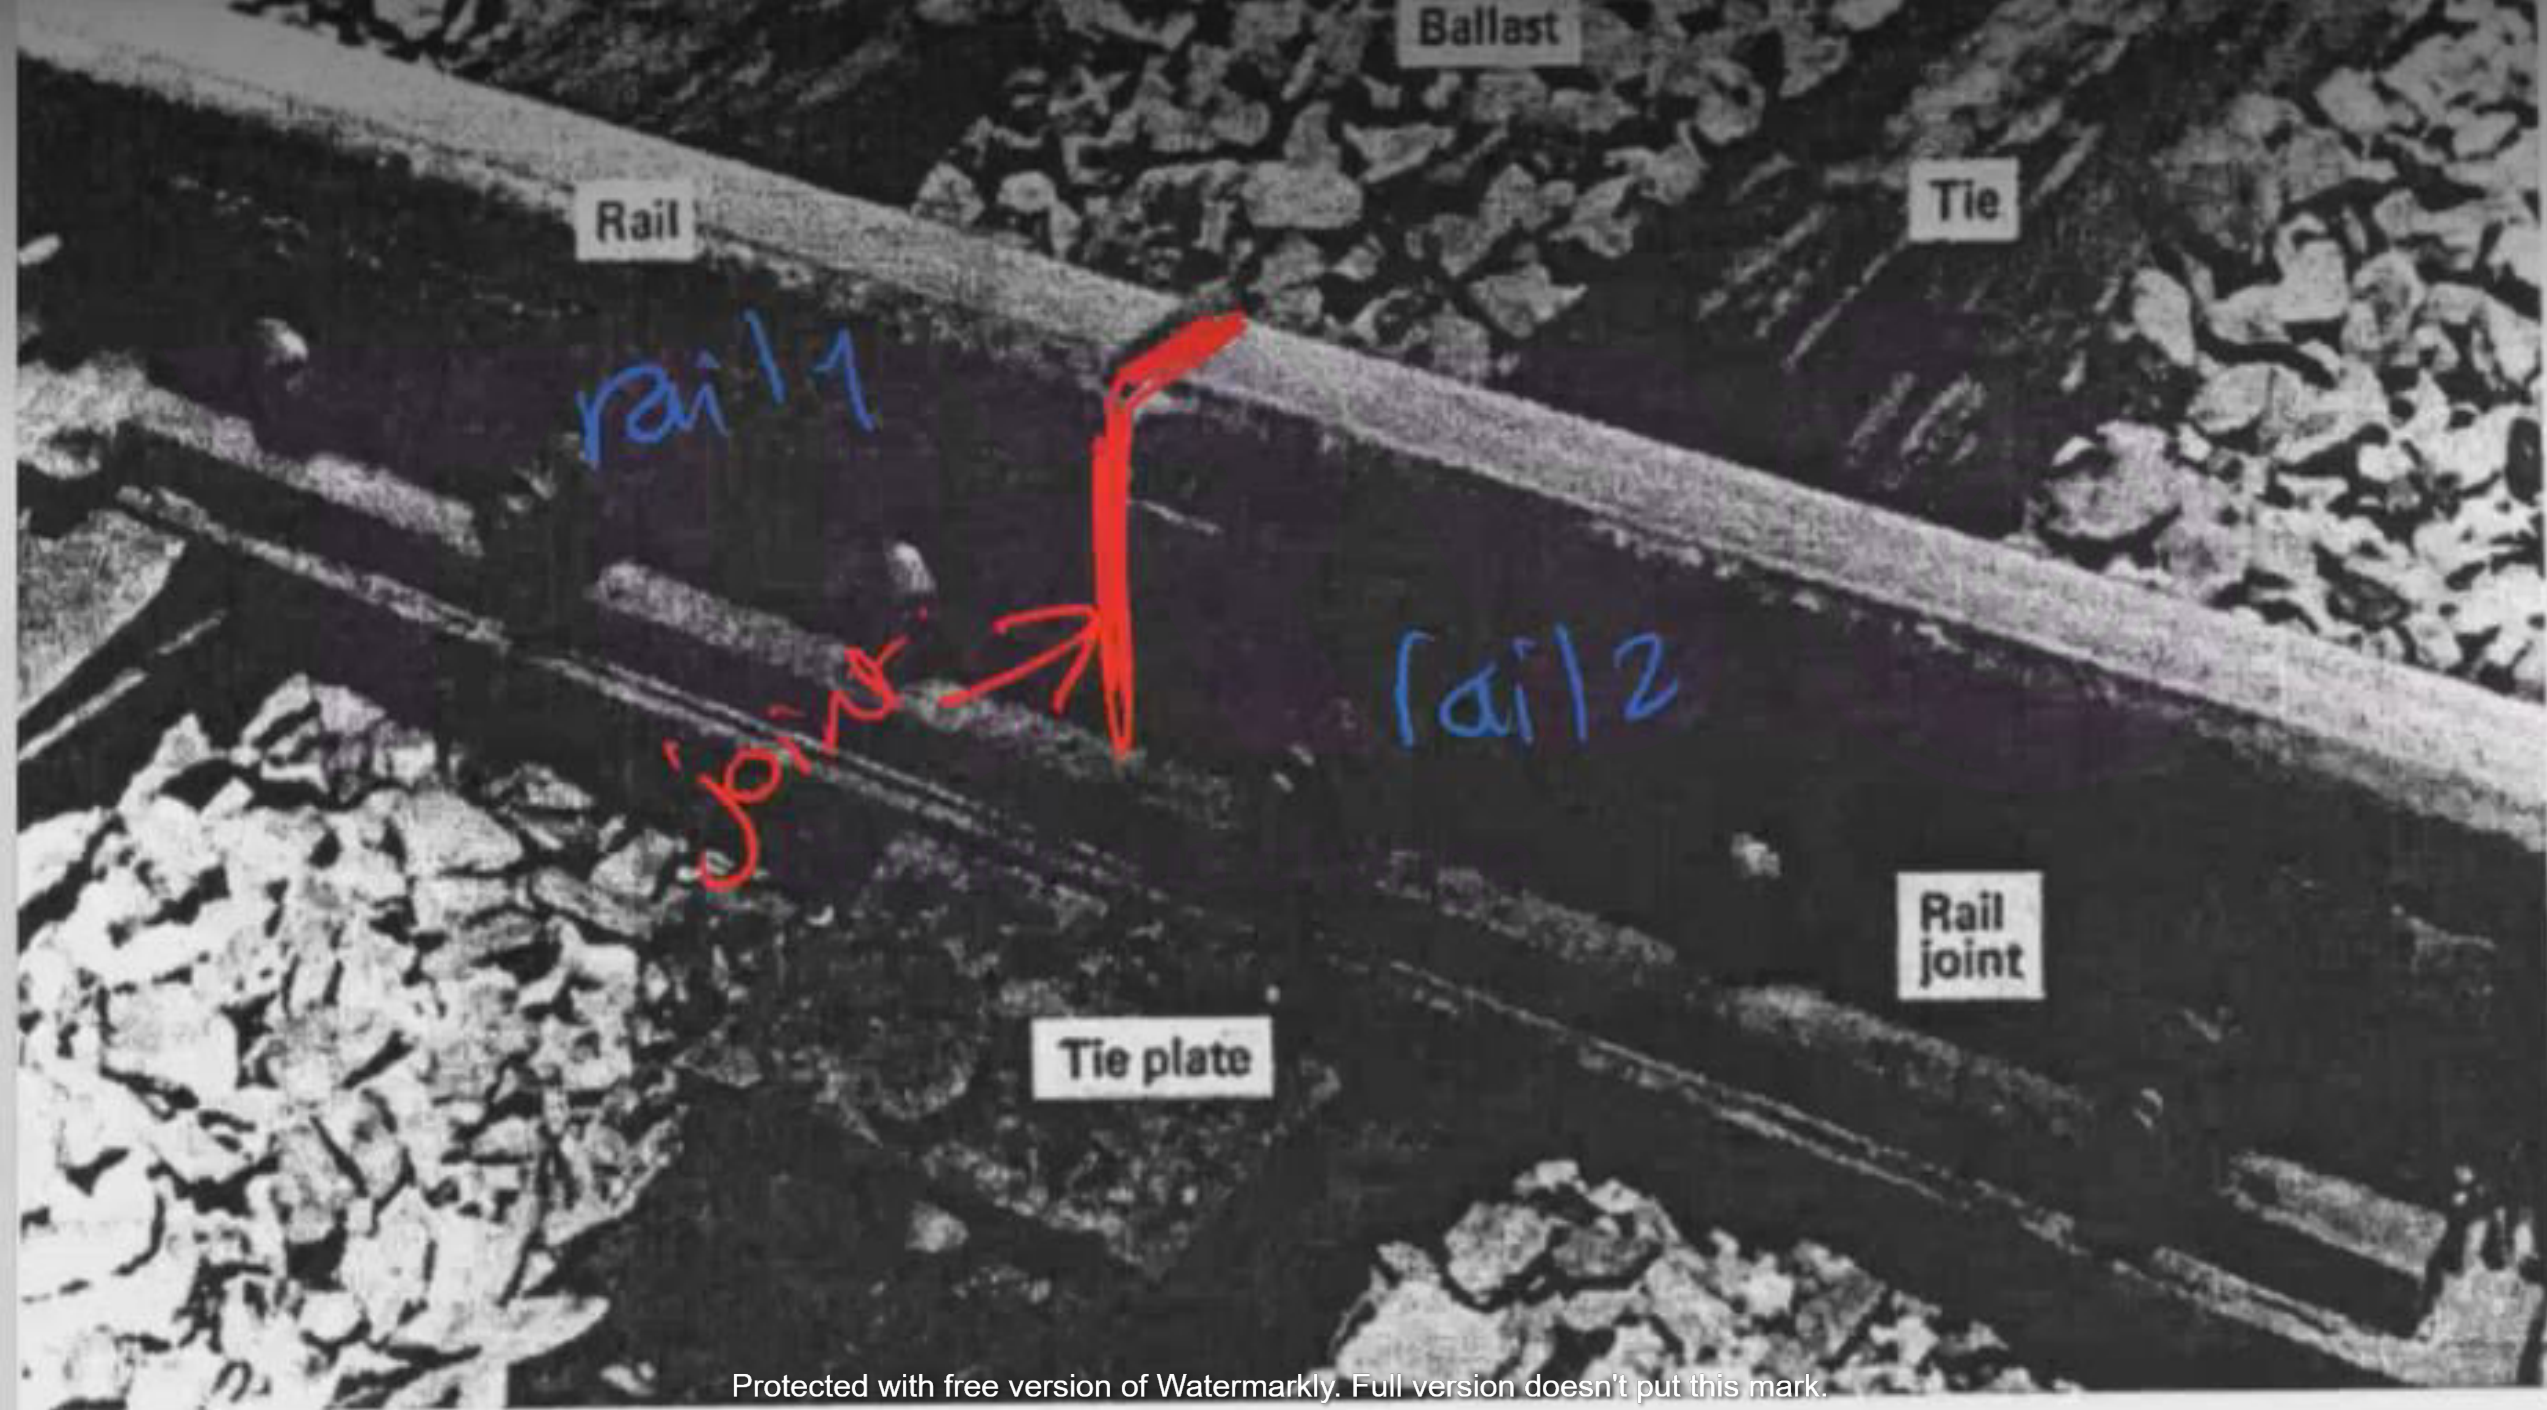 Ballast
Tie
Rail
rail 1
joint
rail 2
Rail
joint
Tie plate
Protected with free version of Watermarkly. Full version doesn't put this mark.